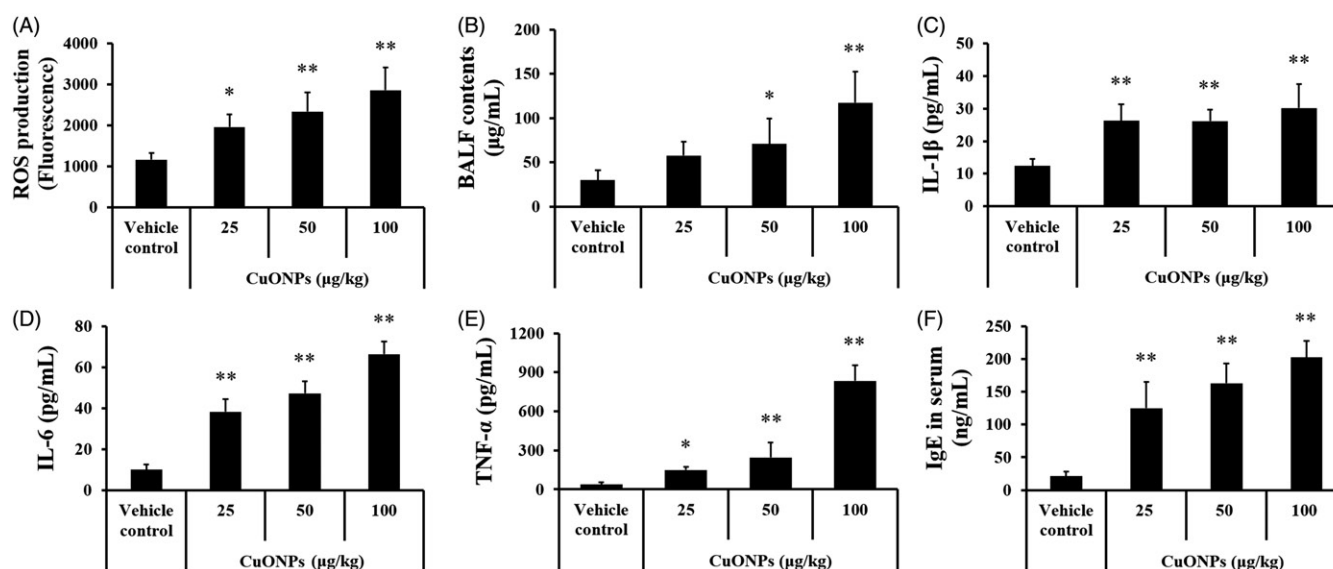 (A)
ROS production
(Fluorescence)
4000
3000
2000
1000
0
*
**
**
Vehicle
control
25
50
100
CuONPs (µg/kg)
(B)
BALF contents
(µg/mL)
200
150
100
50
0
*
**
Vehicle
control
25
50
100
CuONPs (µg/kg)
(C)
IL-1β (pg/mL)
50
40
30
20
10
0
**
**
**
Vehicle
control
25
50
100
CuONPs (µg/kg)
(D)
IL-6 (pg/mL)
80
60
40
20
0
**
**
**
Vehicle
control
25
50
100
CuONPs (µg/kg)
(E)
TNF-α (pg/mL)
1200
900
600
300
0
*
**
**
Vehicle
control
25
50
100
CuONPs (µg/kg)
(F)
IgE in serum
(ng/mL)
250
200
150
100
50
0
**
**
**
Vehicle
control
25
50
100
CuONPs (µg/kg)